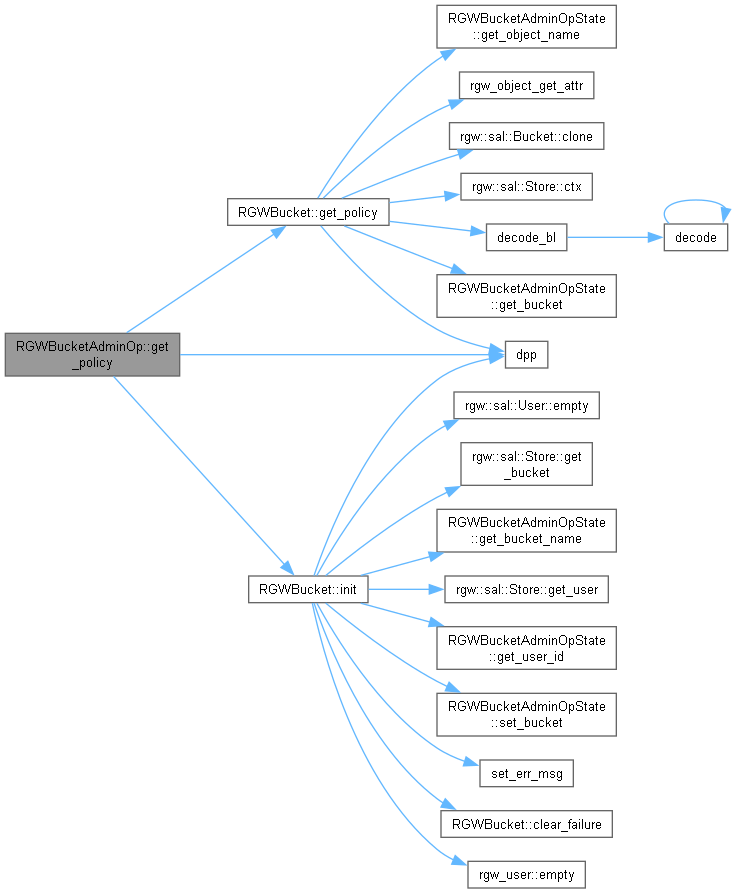 RGWBucketAdminOp::get
_policy
RGWBucket::get_policy
RGWBucketAdminOpState
::get_object_name
rgw_object_get_attr
rgw::sal::Bucket::clone
rgw::sal::Store::ctx
decode_bl
decode
RGWBucketAdminOpState
::get_bucket
dpp
RGWBucket::init
rgw::sal::User::empty
rgw::sal::Store::get
_bucket
RGWBucketAdminOpState
::get_bucket_name
rgw::sal::Store::get_user
RGWBucketAdminOpState
::get_user_id
RGWBucketAdminOpState
::set_bucket
set_err_msg
RGWBucket::clear_failure
rgw_user::empty